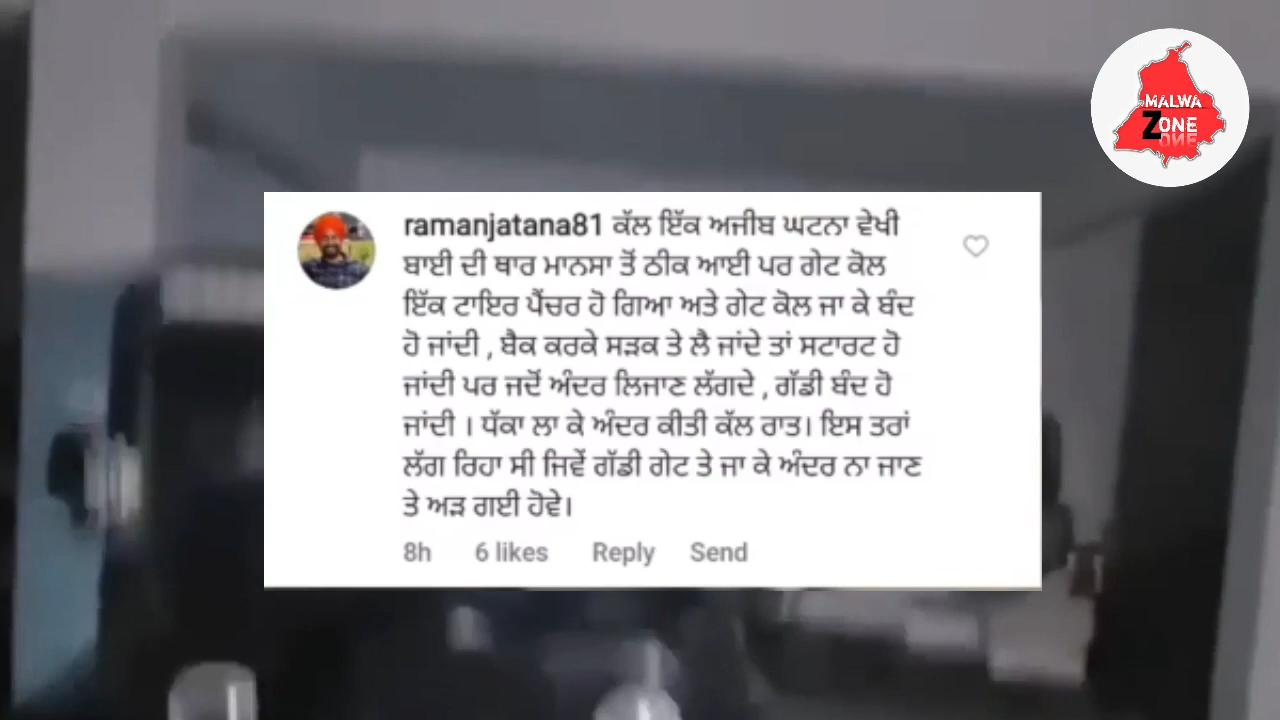 MALWA
ZONE
ramanjatana81 ਕੱਲ ਇੱਕ ਅਜੀਬ ਘਟਨਾ ਵੇਖੀ
ਬਾਈ ਦੀ ਥਾਰ ਮਾਨਸਾ ਤੋਂ ਠੀਕ ਆਈ ਪਰ ਗੇਟ ਕੋਲ
ਇੱਕ ਟਾਇਰ ਪੈਂਚਰ ਹੋ ਗਿਆ ਅਤੇ ਗੇਟ ਕੋਲ ਜਾ ਕੇ ਬੰਦ
ਹੋ ਜਾਂਦੀ , ਬੈਕ ਕਰਕੇ ਸੜਕ ਤੇ ਲੈ ਜਾਂਦੇ ਤਾਂ ਸਟਾਰਟ ਹੋ
ਜਾਂਦੀ ਪਰ ਜਦੋਂ ਅੰਦਰ ਲਿਜਾਣ ਲੱਗਦੇ , ਗੱਡੀ ਬੰਦ ਹੋ
ਜਾਂਦੀ । ਧੱਕਾ ਲਾ ਕੇ ਅੰਦਰ ਕੀਤੀ ਕੱਲ ਰਾਤ। ਇਸ ਤਰਾਂ
ਲੱਗ ਰਿਹਾ ਸੀ ਜਿਵੇਂ ਗੱਡੀ ਗੇਟ ਤੇ ਜਾ ਕੇ ਅੰਦਰ ਨਾ ਜਾਣ
ਤੇ ਅੜ ਗਈ ਹੋਵੇ।
8h 6 likes Reply Send